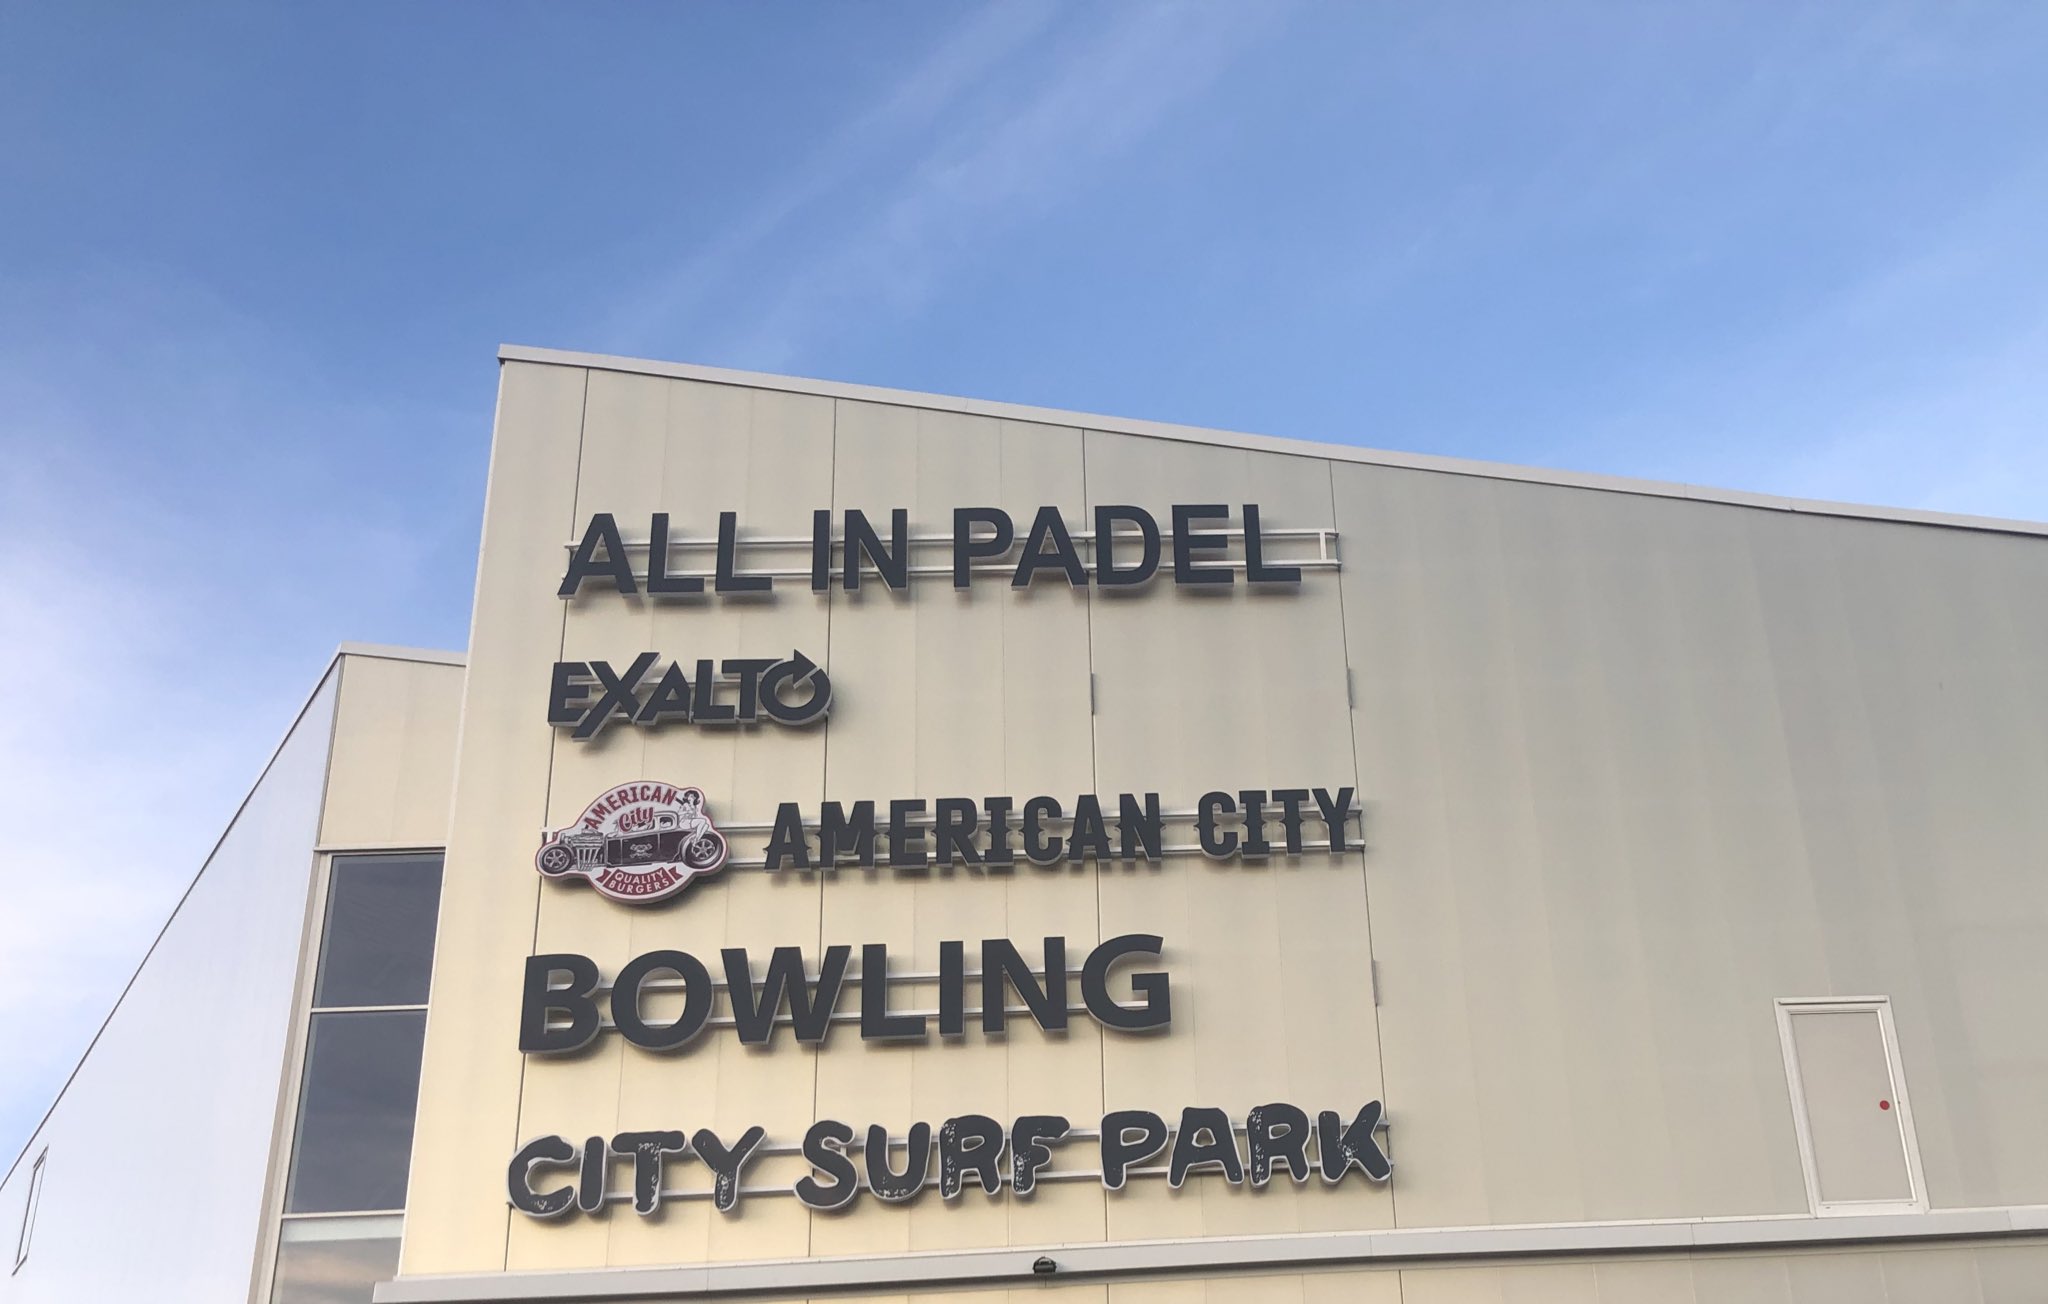 ALL IN PADEL
EXALTO
AMERICAN
City
QUALITY
BURGERS
AMERICAN CITY
BOWLING
CITY SURF PARK